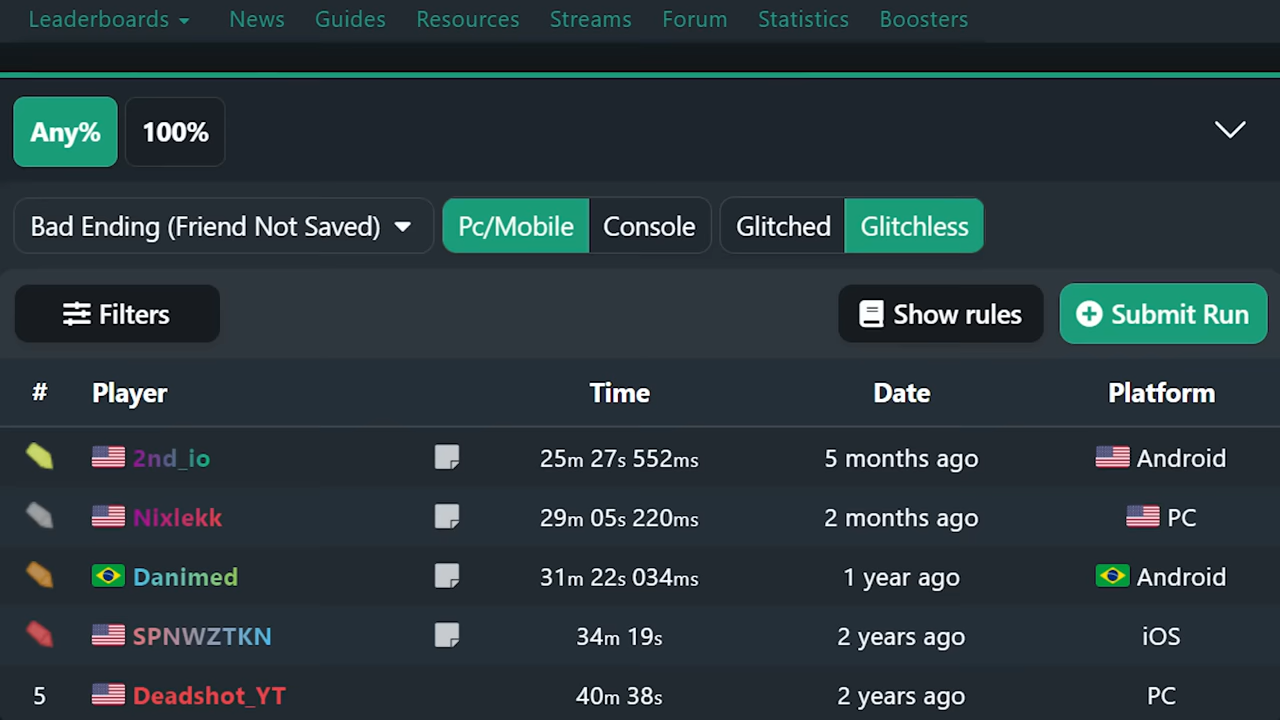 Leaderboards News Guides Resources Streams Forum Statistics Boosters
Any% 100%
Bad Ending (Friend Not Saved) Pc/Mobile Console Glitched Glitchless
Filters Show rules Submit Run
# Player Time Date Platform
2nd_io 25m 27s 552ms 5 months ago Android
Nixlekk 29m 05s 220ms 2 months ago PC
Danimed 31m 22s 034ms 1 year ago Android
SPNWZTKN 34m 19s 2 years ago iOS
5 Deadshot_YT 40m 38s 2 years ago PC